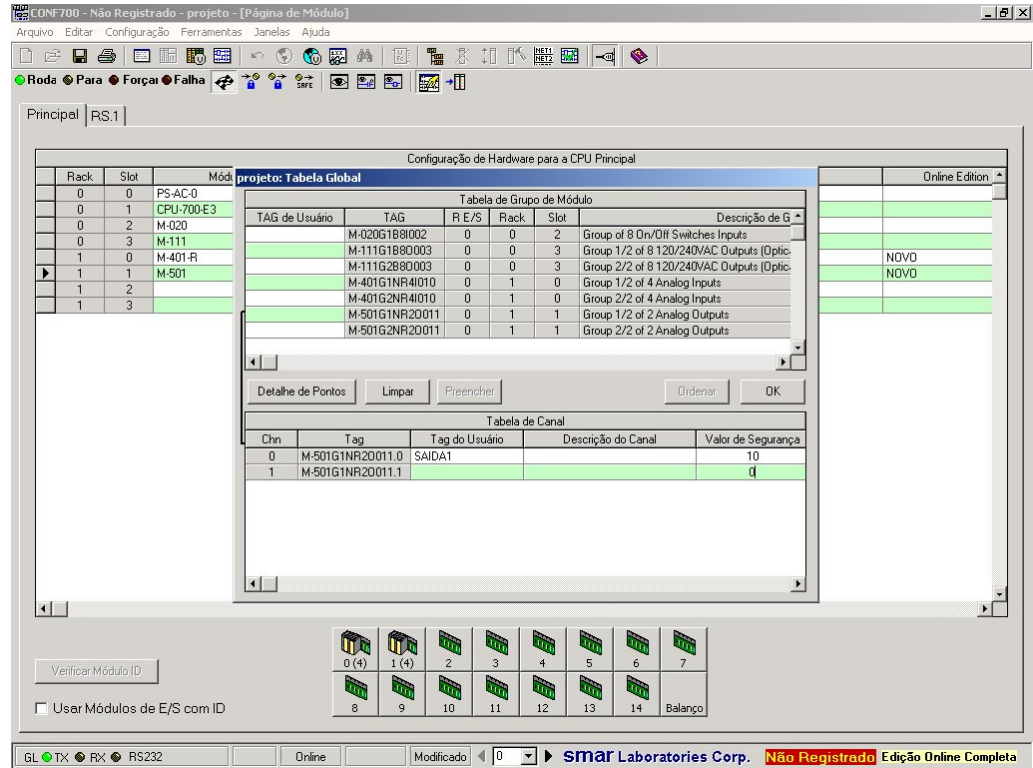 CONF700 - Não Registrado - projeto - [Página de Módulo]
Arquivo Editar Configuração Ferramentas Janelas Ajuda
NET1 NET2
Roda Para Forçar Falha SAFE
Principal RS.1
Configuração de Hardware para a CPU Principal
Rack Slot Módu Online Edition
0 0 PS-AC-0
0 1 CPU-700-E3
0 2 M-020
0 3 M-111
1 0 M-401-R NOVO
1 1 M-501 NOVO
1 2
1 3
projeto: Tabela Global
Tabela de Grupo de Módulo
TAG de Usuário TAG R E/S Rack Slot Descrição de G
M-020G1B8I002 0 0 2 Group of 8 On/Off Switches Inputs
M-111G1B8O003 0 0 3 Group 1/2 of 8 120/240VAC Outputs (Optic-
M-111G2B8O003 0 0 3 Group 2/2 of 8 120/240VAC Outputs (Optic-
M-401G1NR4I010 0 1 0 Group 1/2 of 4 Analog Inputs
M-401G2NR4I010 0 1 0 Group 2/2 of 4 Analog Inputs
M-501G1NR2O011 0 1 1 Group 1/2 of 2 Analog Outputs
M-501G2NR2O011 0 1 1 Group 2/2 of 2 Analog Outputs
Detalhe de Pontos Limpar Preencher Ordenar OK
Tabela de Canal
Chn Tag Tag do Usuário Descrição do Canal Valor de Segurança
0 M-501G1NR2O011.0 SAIDA1 10
1 M-501G1NR2O011.1 0
0 (4) 1 (4) 2 3 4 5 6 7
Verificar Módulo ID
8 9 10 11 12 13 14 Balanço
Usar Módulos de E/S com ID
GL TX RX RS232 Online Modificado 0 smar Laboratories Corp. Não Registrado Edição Online Completa